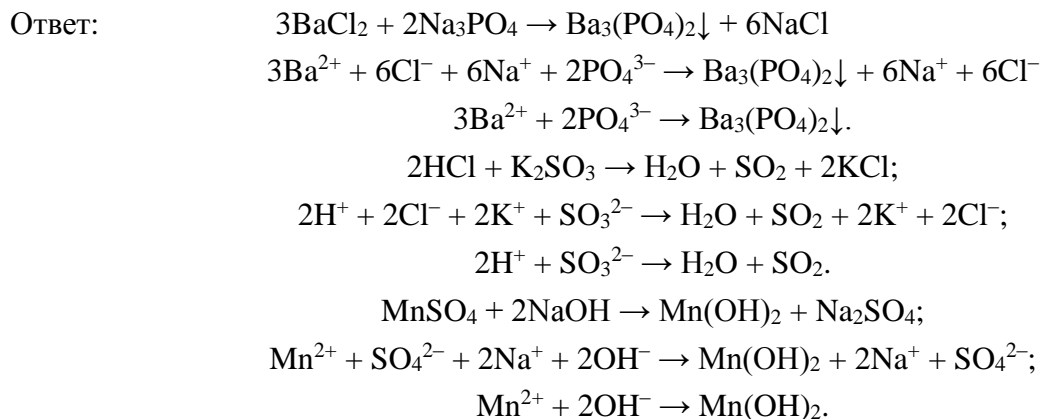 Ответ: 3BaCl₂ + 2Na₃PO₄ → Ba₃(PO₄)₂↓ + 6NaCl
3Ba²⁺ + 6Cl⁻ + 6Na⁺ + 2PO₄³⁻ → Ba₃(PO₄)₂↓ + 6Na⁺ + 6Cl⁻
3Ba²⁺ + 2PO₄³⁻ → Ba₃(PO₄)₂↓.
2HCl + K₂SO₃ → H₂O + SO₂ + 2KCl;
2H⁺ + 2Cl⁻ + 2K⁺ + SO₃²⁻ → H₂O + SO₂ + 2K⁺ + 2Cl⁻;
2H⁺ + SO₃²⁻ → H₂O + SO₂.
MnSO₄ + 2NaOH → Mn(OH)₂ + Na₂SO₄;
Mn²⁺ + SO₄²⁻ + 2Na⁺ + 2OH⁻ → Mn(OH)₂ + 2Na⁺ + SO₄²⁻;
Mn²⁺ + 2OH⁻ → Mn(OH)₂.